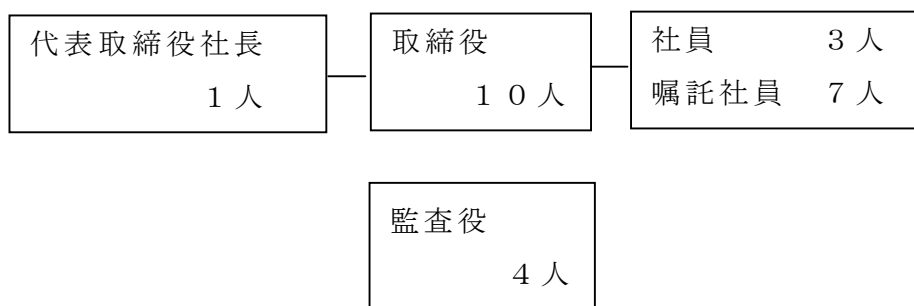 代表取締役社長
１人
取締役
１０人
社員　　　３人
嘱託社員　７人
監査役
４人